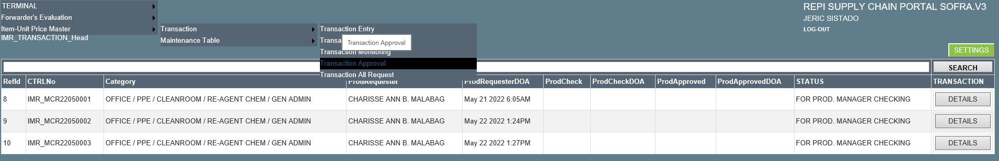 TERMINAL
Forwarder's Evaluation
Item-Unit Price Master
IMR_TRANSACTION_Head
Transaction
Maintenance Table
Transaction Entry
Transaction Approval
Transaction Monitoring
Transaction Approval
Transaction All Request
REPI SUPPLY CHAIN PORTAL SOFRA.V3
JERIC SISTADO
LOG-OUT
SETTINGS
SEARCH
RefId CTRLNo Category ProdRequester ProdRequesterDOA ProdCheck ProdCheckDOA ProdApproved ProdApprovedDOA STATUS TRANSACTION
8 IMR_MCR22050001 OFFICE / PPE / CLEANROOM / RE-AGENT CHEM / GEN ADMIN CHARISSE ANN B. MALABAG May 21 2022 6:05AM FOR PROD. MANAGER CHECKING DETAILS
9 IMR_MCR22050002 OFFICE / PPE / CLEANROOM / RE-AGENT CHEM / GEN ADMIN CHARISSE ANN B. MALABAG May 22 2022 1:24PM FOR PROD. MANAGER CHECKING DETAILS
10 IMR_MCR22050003 OFFICE / PPE / CLEANROOM / RE-AGENT CHEM / GEN ADMIN CHARISSE ANN B. MALABAG May 22 2022 1:27PM FOR PROD. MANAGER CHECKING DETAILS